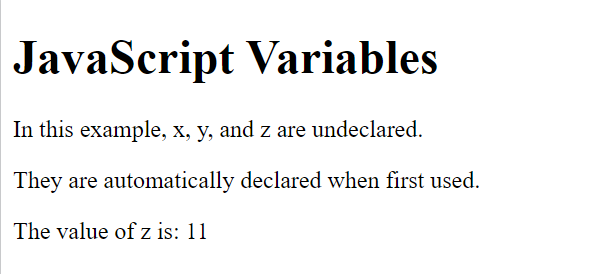 JavaScript Variables
In this example, x, y, and z are undeclared.
They are automatically declared when first used.
The value of z is: 11